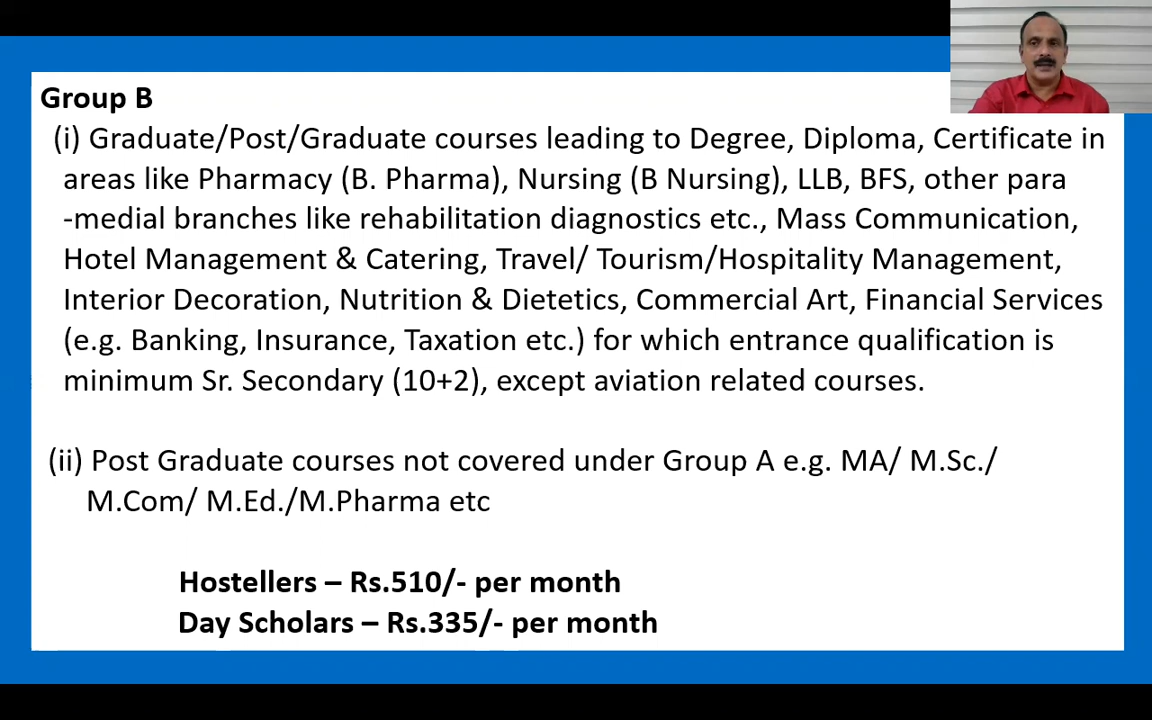 Group B
(i) Graduate/Post/Graduate courses leading to Degree, Diploma, Certificate in
areas like Pharmacy (B. Pharma), Nursing (B Nursing), LLB, BFS, other para
-medial branches like rehabilitation diagnostics etc., Mass Communication,
Hotel Management & Catering, Travel/ Tourism/Hospitality Management,
Interior Decoration, Nutrition & Dietetics, Commercial Art, Financial Services
(e.g. Banking, Insurance, Taxation etc.) for which entrance qualification is
minimum Sr. Secondary (10+2), except aviation related courses.
(ii) Post Graduate courses not covered under Group A e.g. MA/ M.Sc./
M.Com/ M.Ed./M.Pharma etc
Hostellers – Rs.510/- per month
Day Scholars – Rs.335/- per month